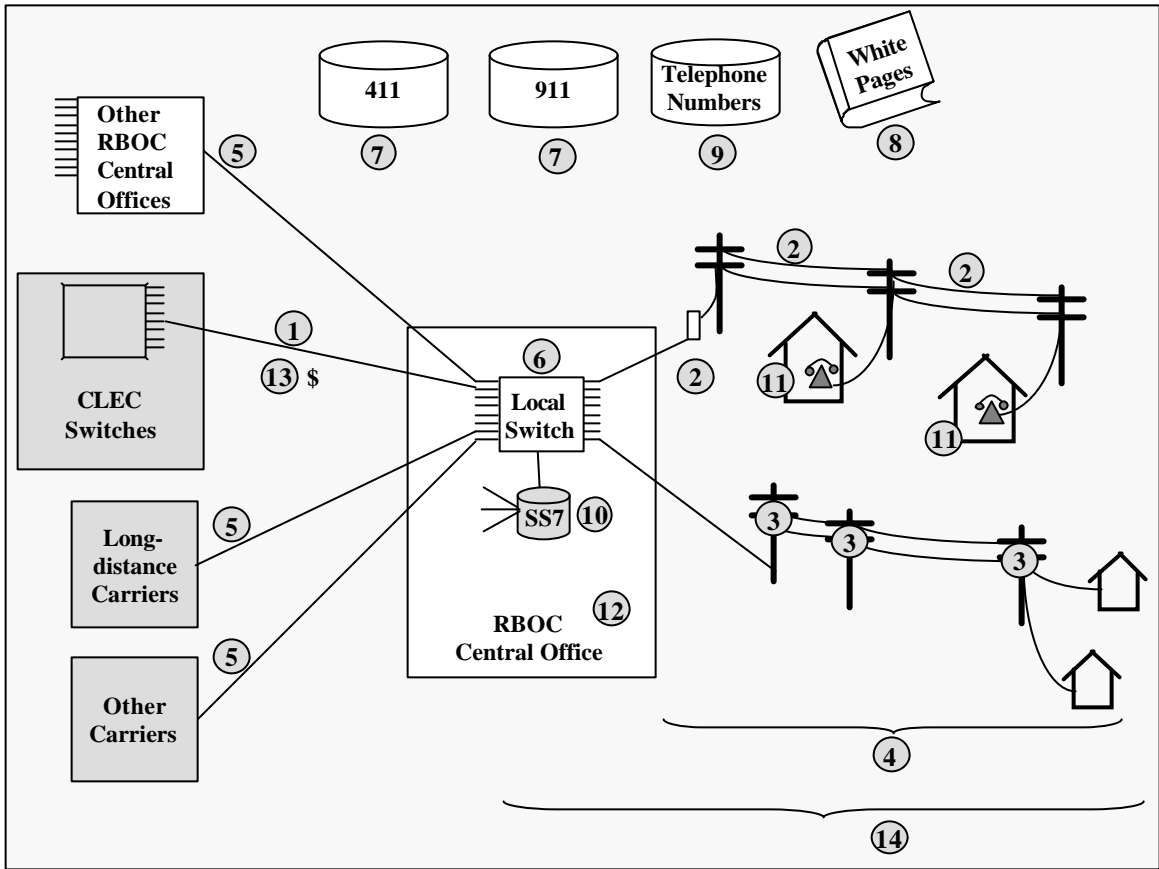 411
911
Telephone
Numbers
White
Pages
7
7
9
8
Other
RBOC
Central
Offices
5
2
2
1
13 $
CLEC
Switches
6
Local
Switch
2
11
11
SS7
10
12
RBOC
Central Office
5
Long-
distance
Carriers
5
Other
Carriers
3
3
3
4
14